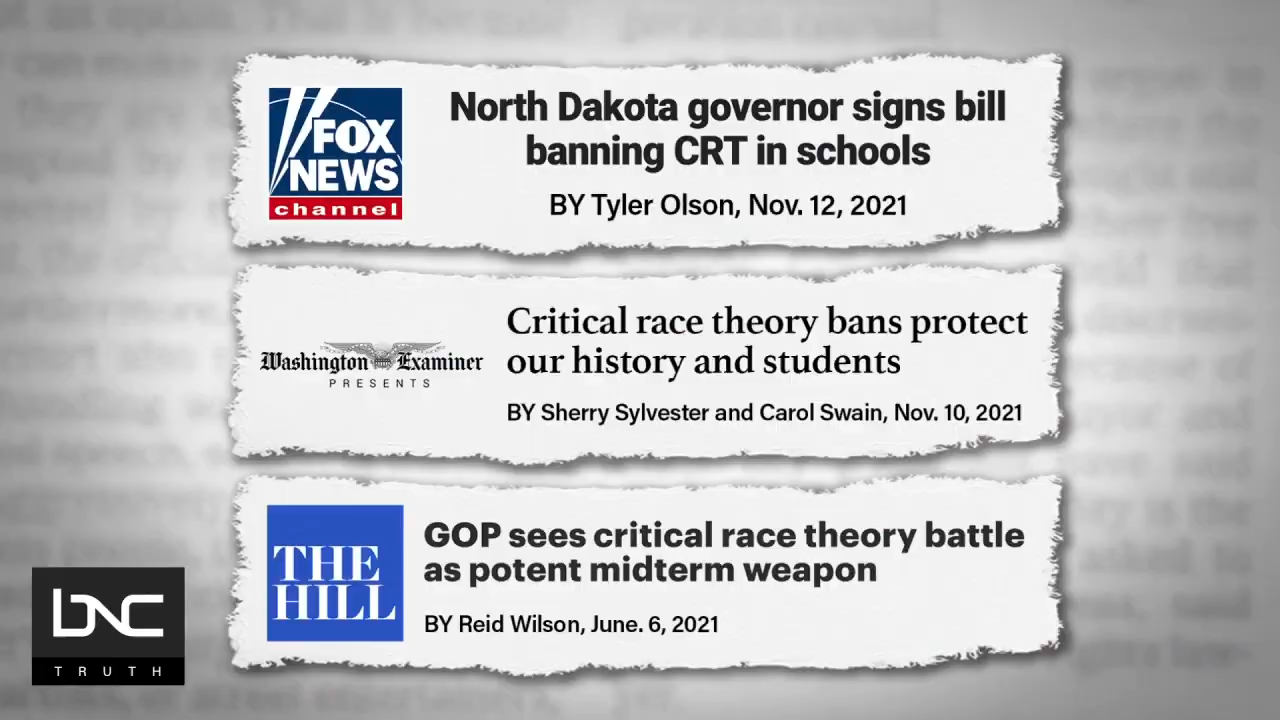 FOX
NEWS
channel
North Dakota governor signs bill
banning CRT in schools
BY Tyler Olson, Nov. 12, 2021
Washington Examiner
PRESENTS
Critical race theory bans protect
our history and students
BY Sherry Sylvester and Carol Swain, Nov. 10, 2021
THE
HILL
GOP sees critical race theory battle
as potent midterm weapon
BY Reid Wilson, June. 6, 2021
BNC
TRUTH